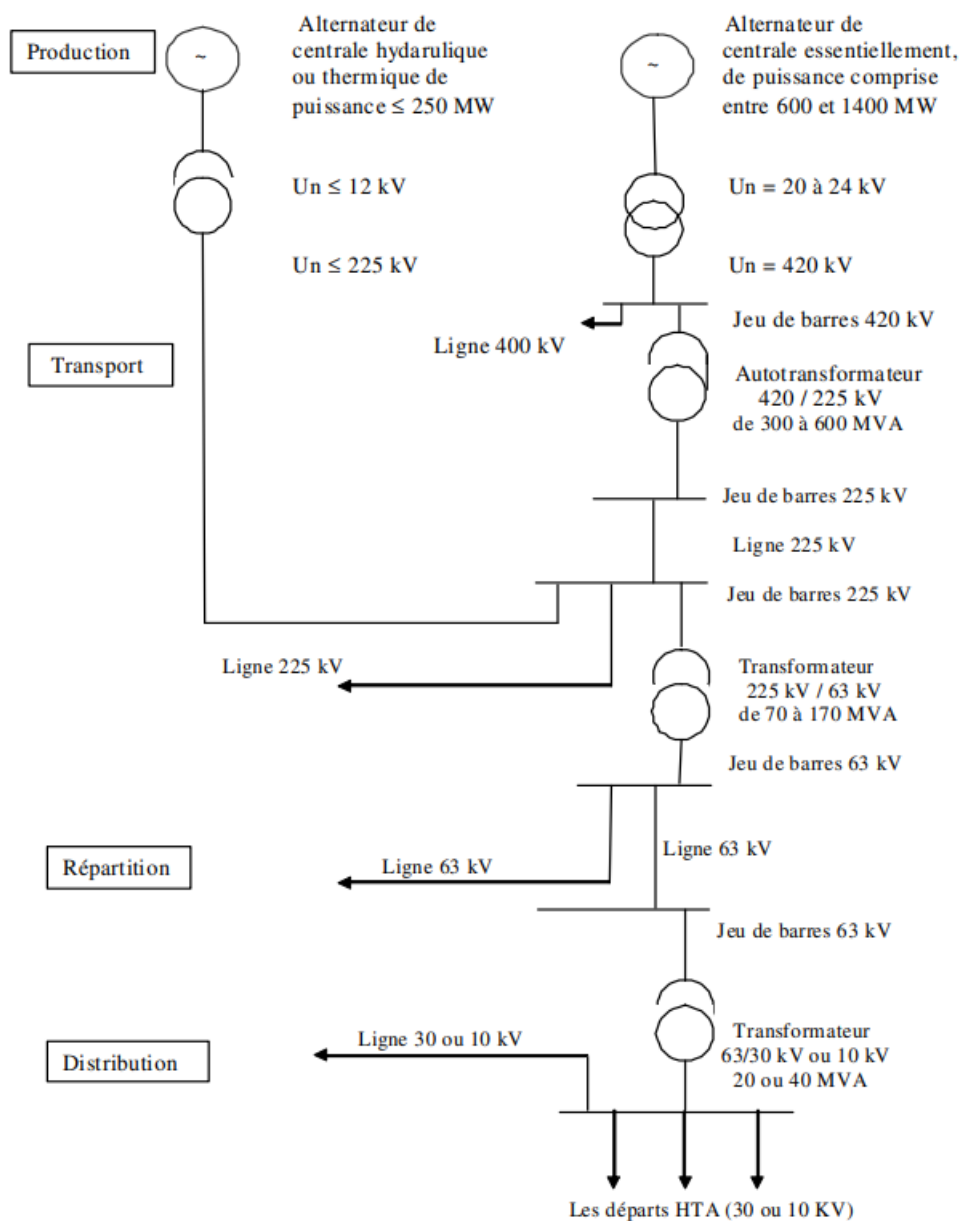 Production
~
Alternateur de
centrale hydarulique
ou thermique de
puissance ≤ 250 MW
~
Alternateur de
centrale essentiellement,
de puissance comprise
entre 600 et 1400 MW
Un ≤ 12 kV
Un = 20 à 24 kV
Un ≤ 225 kV
Un = 420 kV
Jeu de barres 420 kV
Ligne 400 kV
Transport
Autotransformateur
420 / 225 kV
de 300 à 600 MVA
Jeu de barres 225 kV
Ligne 225 kV
Jeu de barres 225 kV
Ligne 225 kV
Transformateur
225 kV / 63 kV
de 70 à 170 MVA
Jeu de barres 63 kV
Répartition
Ligne 63 kV
Ligne 63 kV
Jeu de barres 63 kV
Distribution
Ligne 30 ou 10 kV
Transformateur
63/30 kV ou 10 kV
20 ou 40 MVA
Les départs HTA (30 ou 10 KV)